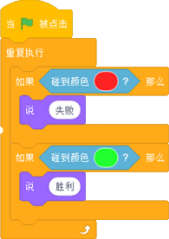 当 被点击
重复执行
如果 碰到颜色 ? 那么
说 失败
如果 碰到颜色 ? 那么
说 胜利